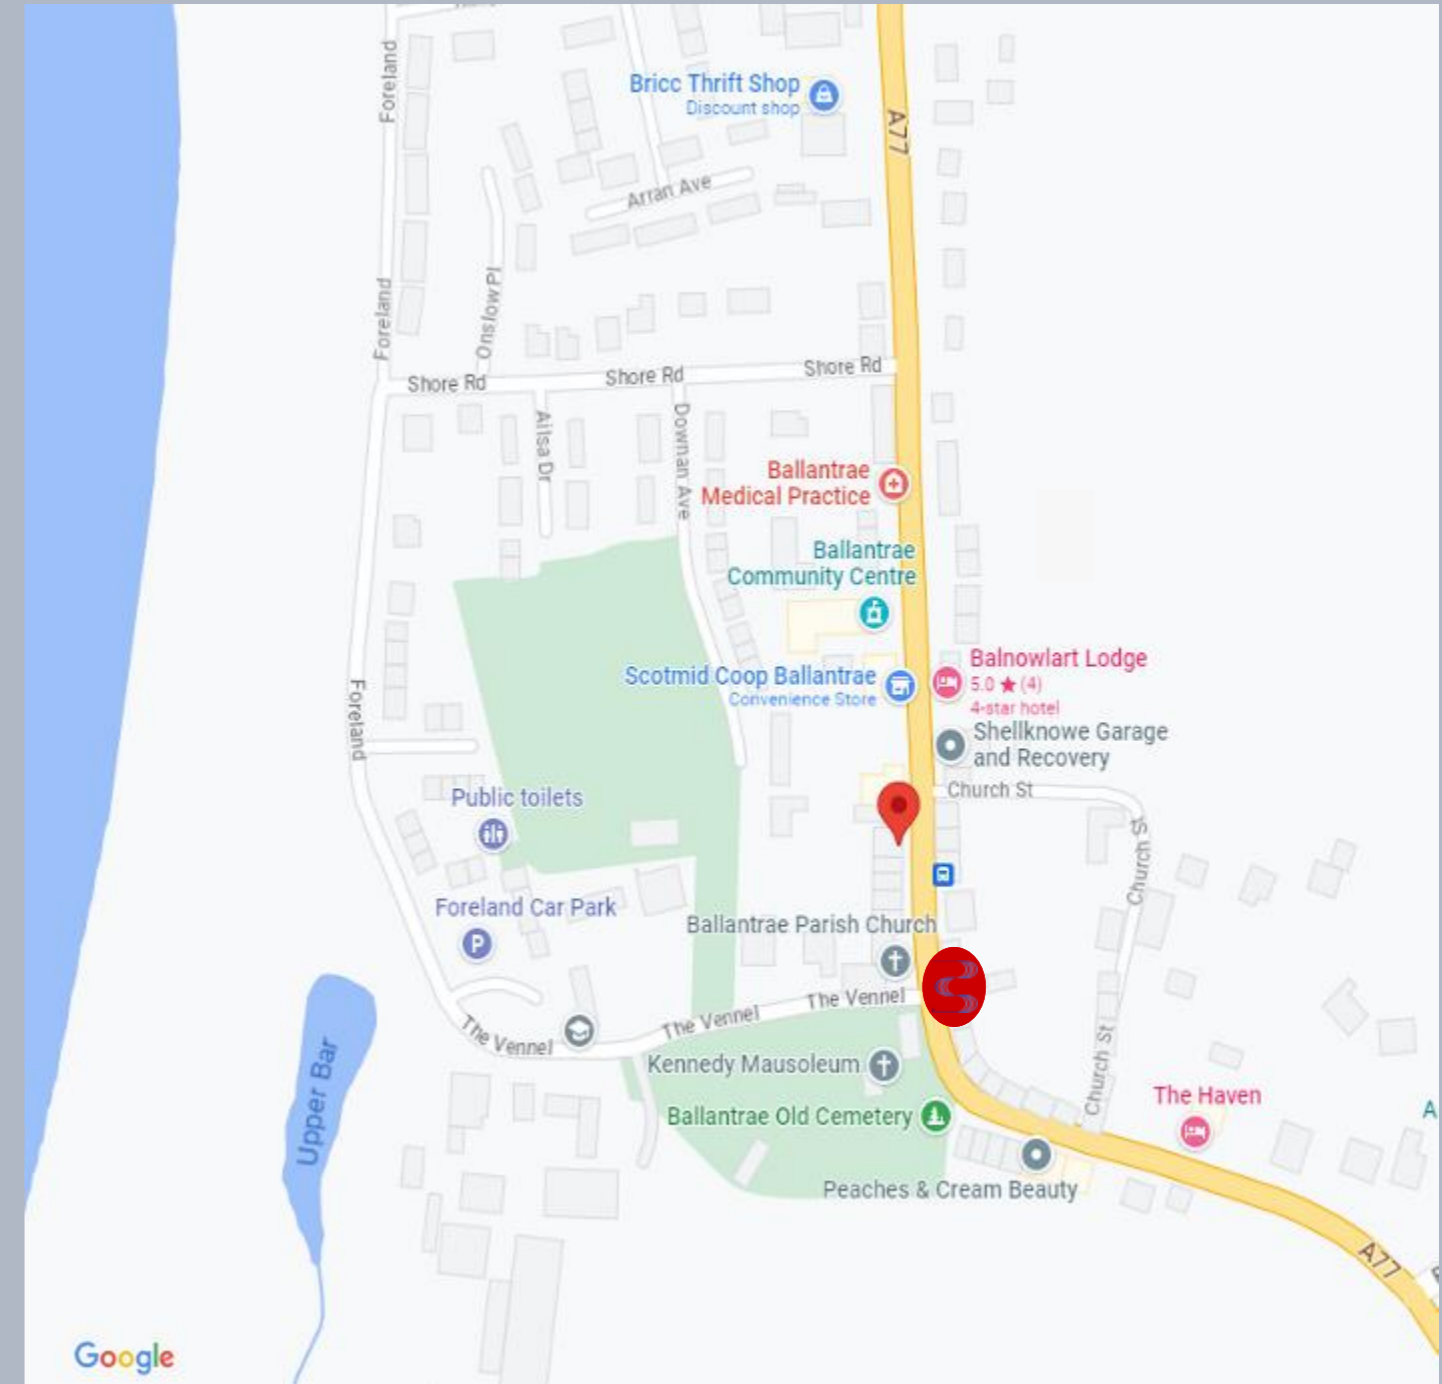 Foreland
Bricc Thrift Shop
Discount shop
A77
Arran Ave
Foreland
Onslow Pl
Shore Rd
Shore Rd
Shore Rd
Ailsa Dr
Downan Ave
Ballantrae
Medical Practice
Ballantrae
Community Centre
Balnowlart Lodge
5.0 ★ (4)
4-star hotel
Scotmid Coop Ballantrae
Convenience Store
Foreland
Shellknowe Garage
and Recovery
Church St
Public toilets
Church St
Foreland Car Park
P
Ballantrae Parish Church
The Vennel
The Vennel
The Vennel
Kennedy Mausoleum
Church St
Upper Bar
The Haven
A
Ballantrae Old Cemetery
Peaches & Cream Beauty
A77
Google